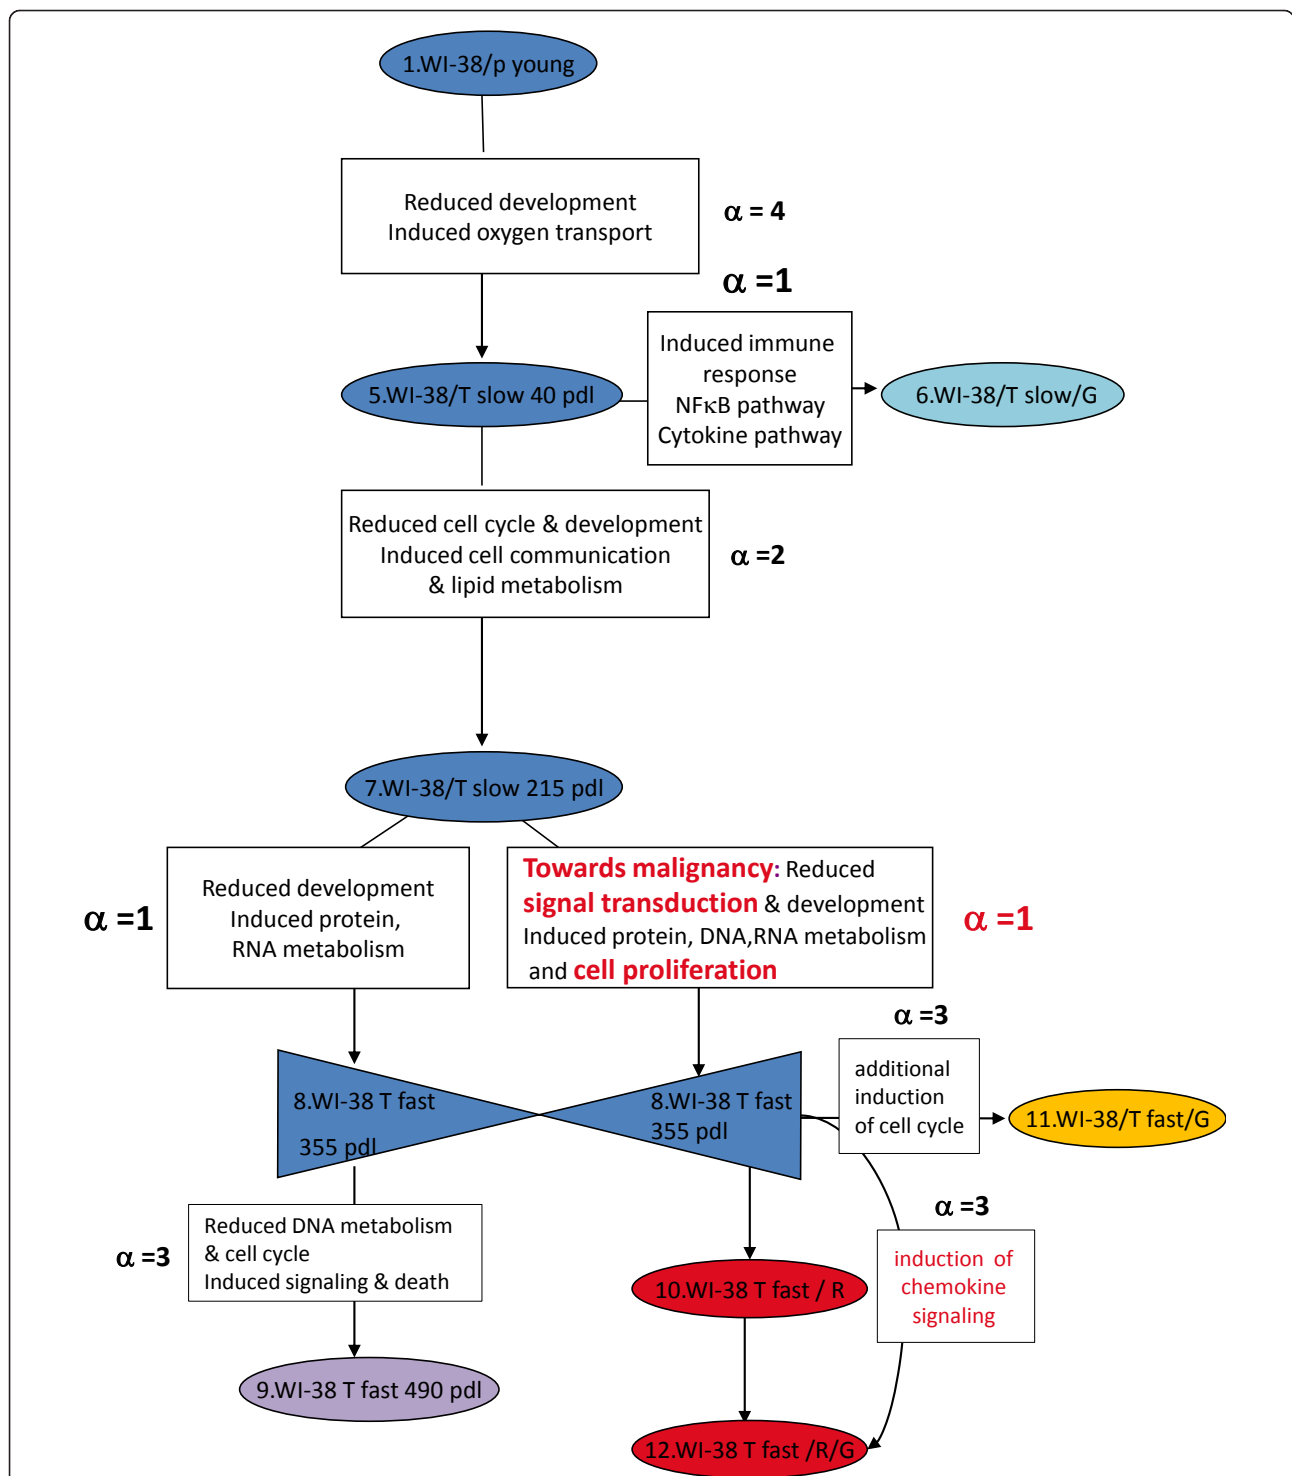 1.WI-38/p young
Reduced development
Induced oxygen transport
α = 4
α =1
Induced immune
response
NFκB pathway
Cytokine pathway
5.WI-38/T slow 40 pdl
6.WI-38/T slow/G
Reduced cell cycle & development
Induced cell communication
& lipid metabolism
α =2
7.WI-38/T slow 215 pdl
Reduced development
Induced protein,
RNA metabolism
α =1
Towards malignancy: Reduced
signal transduction & development
Induced protein, DNA,RNA metabolism
and cell proliferation
α =1
α =3
additional
induction
of cell cycle
8.WI-38 T fast
355 pdl
8.WI-38 T fast
355 pdl
11.WI-38/T fast/G
α =3
Reduced DNA metabolism
& cell cycle
Induced signaling & death
α =3
induction of
chemokine
signaling
10.WI-38 T fast / R
9.WI-38 T fast 490 pdl
12.WI-38 T fast /R/G